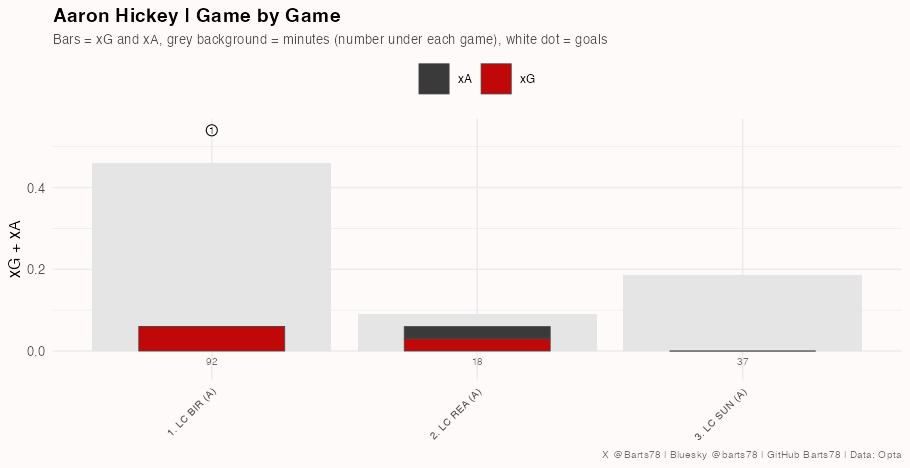 Aaron Hickey | Game by Game
Bars = xG and xA, grey background = minutes (number under each game), white dot = goals
xA xG
1
xG + xA
0.4
0.2
0.0
92 18 37
1. LC BIR (A) 2. LC REA (A) 3. LC SUN (A)
X @Barts78 | Bluesky @barts78 | GitHub Barts78 | Data: Opta